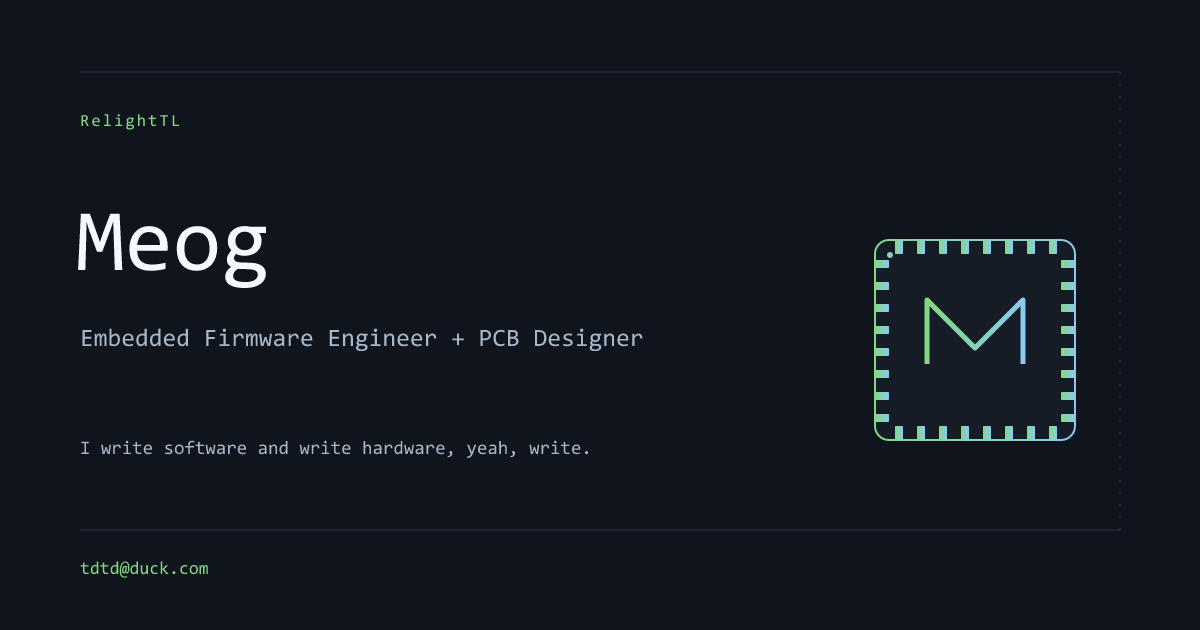 RelightTL
Meog
Embedded Firmware Engineer + PCB Designer
M
I write software and write hardware, yeah, write.
tdtd@duck.com